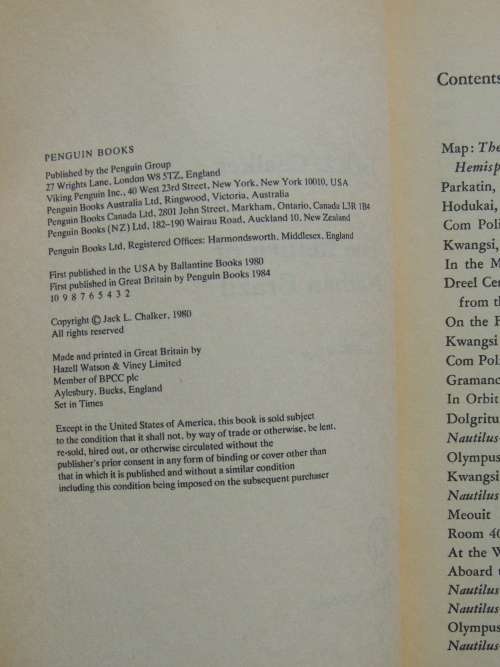 PENGUIN BOOKS
Published by the Penguin Group
27 Wrights Lane, London W8 5TZ, England
Viking Penguin Inc., 40 West 23rd Street, New York, New York 10010, USA
Penguin Books Australia Ltd, Ringwood, Victoria, Australia
Penguin Books Canada Ltd, 2801 John Street, Markham, Ontario, Canada L3R 1B4
Penguin Books (NZ) Ltd, 182–190 Wairau Road, Auckland 10, New Zealand
Penguin Books Ltd, Registered Offices: Harmondsworth, Middlesex, England
First published in the USA by Ballantine Books 1980
First published in Great Britain by Penguin Books 1984
10 9 8 7 6 5 4 3 2
Copyright © Jack L. Chalker, 1980
All rights reserved
Made and printed in Great Britain by
Hazell Watson & Viney Limited
Member of BPCC plc
Aylesbury, Bucks, England
Set in Times
Except in the United States of America, this book is sold subject
to the condition that it shall not, by way of trade or otherwise, be lent,
re-sold, hired out, or otherwise circulated without the
publisher's prior consent in any form of binding or cover other than
that in which it is published and without a similar condition
including this condition being imposed on the subsequent purchaser
Contents
Map: The
Hemisp
Parkatin,
Hodukai,
Com Poli
Kwangsi,
In the M
Dreel Cen
from th
On the
Kwangsi
Com Pol
Gramanc
In Orbit
Dolgritu
Nautilus
Olympus
Kwangsi
Nautilus
Meouit
Room 40
At the W
Aboard
Nautilus
Nautilus
Olympus
Nautilus